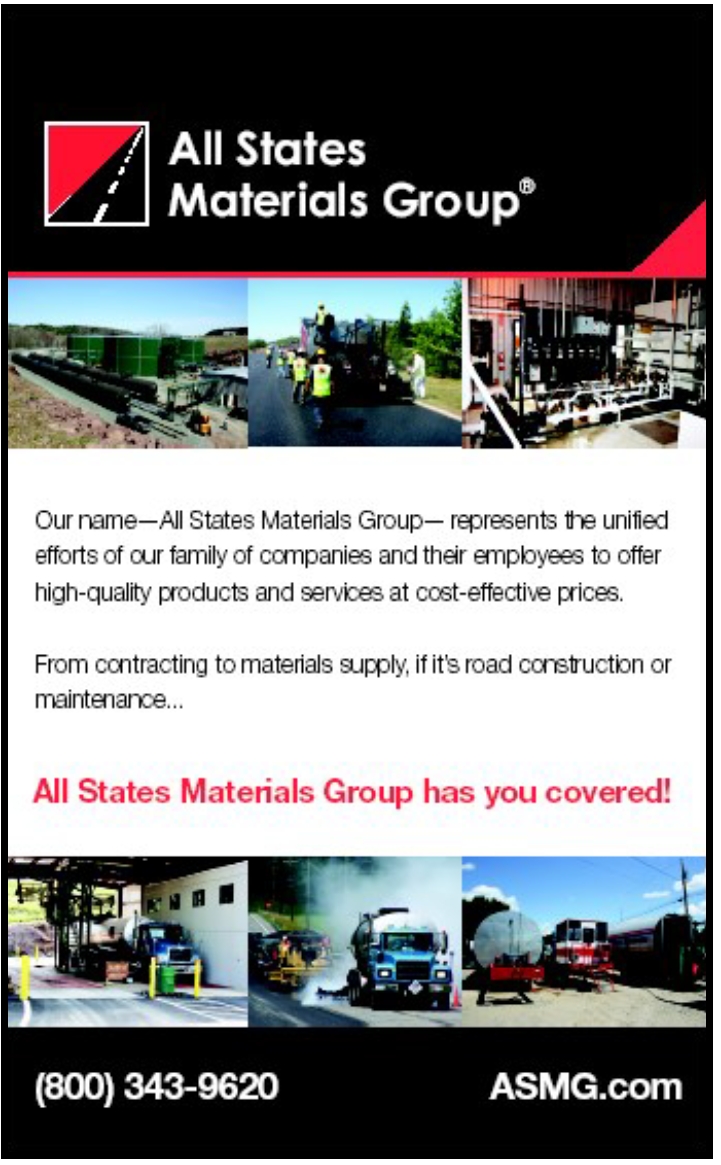 All States
Materials Group®
Our name—All States Materials Group— represents the unified
efforts of our family of companies and their employees to offer
high-quality products and services at cost-effective prices.
From contracting to materials supply, if it's road construction or
maintenance...
All States Materials Group has you covered!
(800) 343-9620
ASMG.com